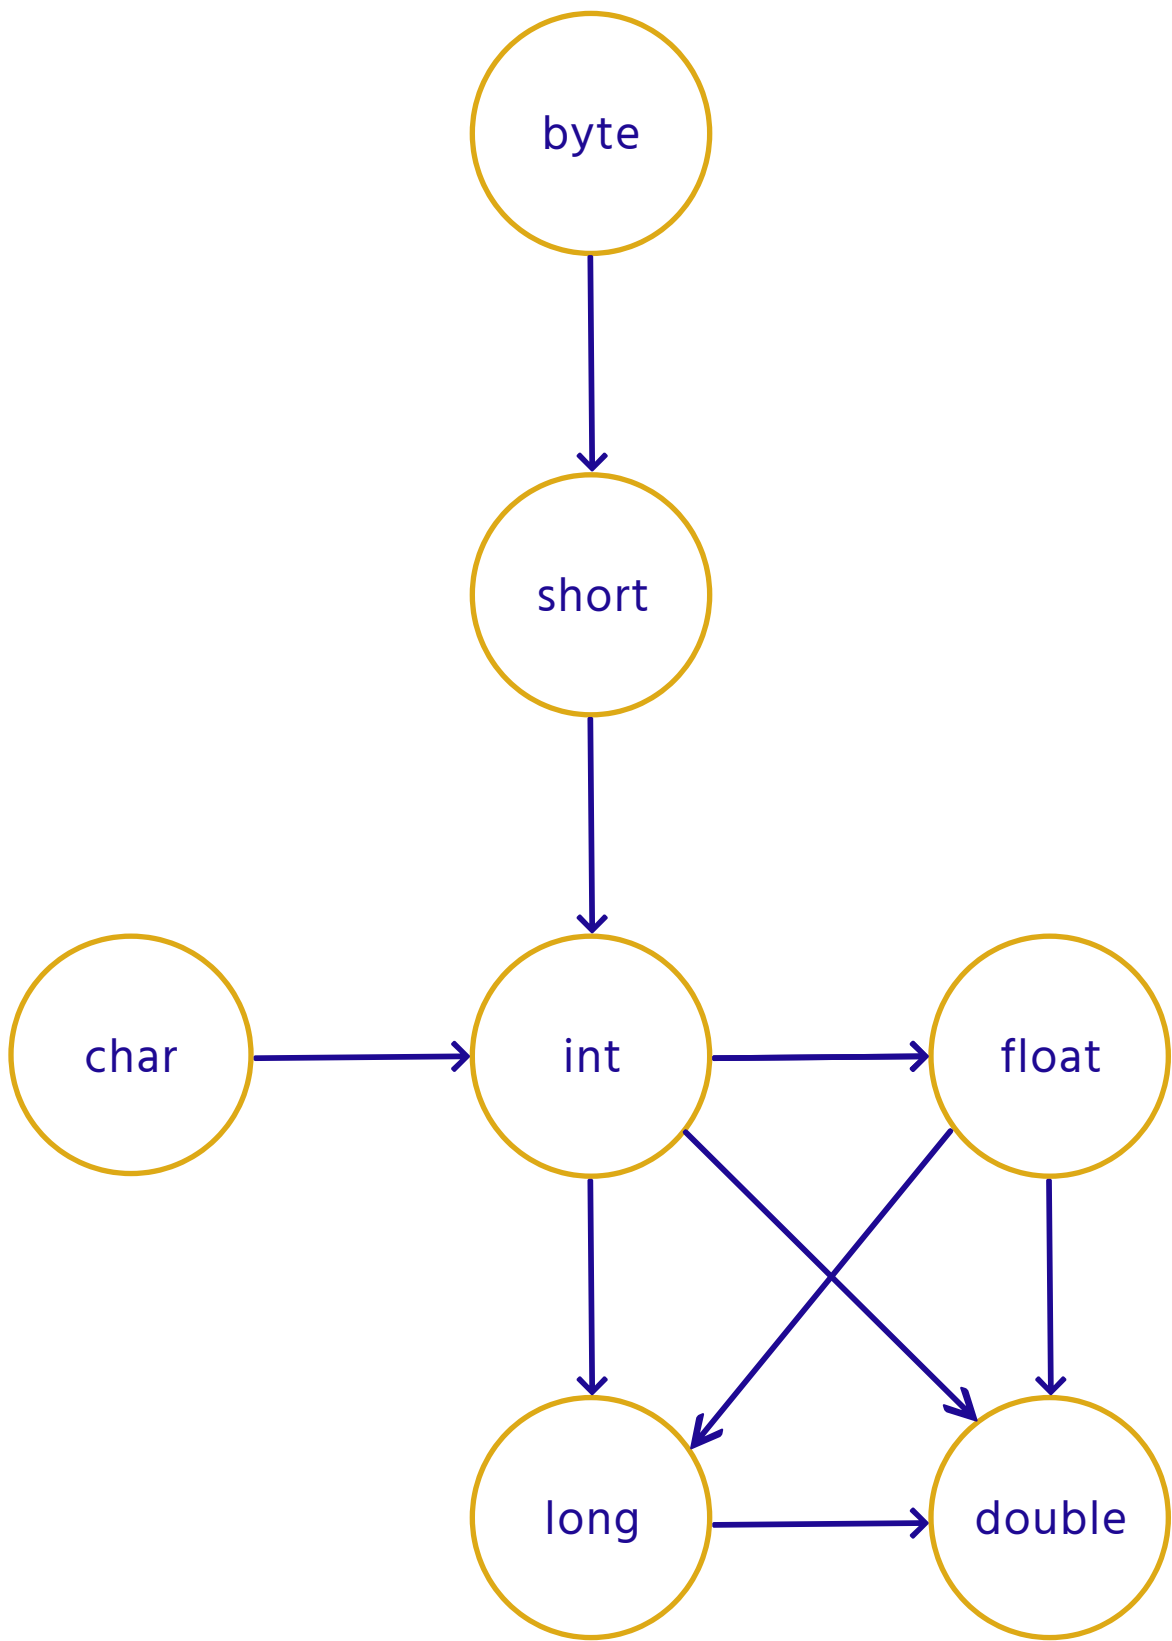 byte
short
char
int
float
long
double